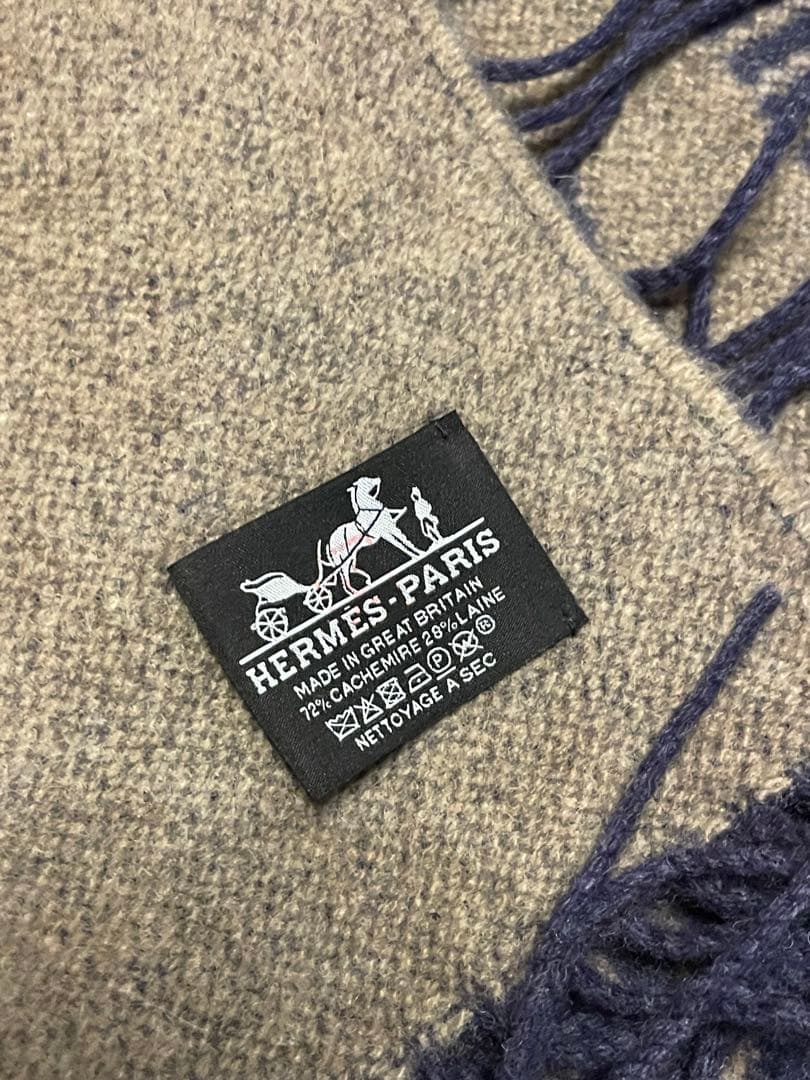 HERMÈS-PARIS
MADE IN GREAT BRITAIN
72% CACHEMIRE 28% LAINE
P ®
NETTOYAGE A SEC